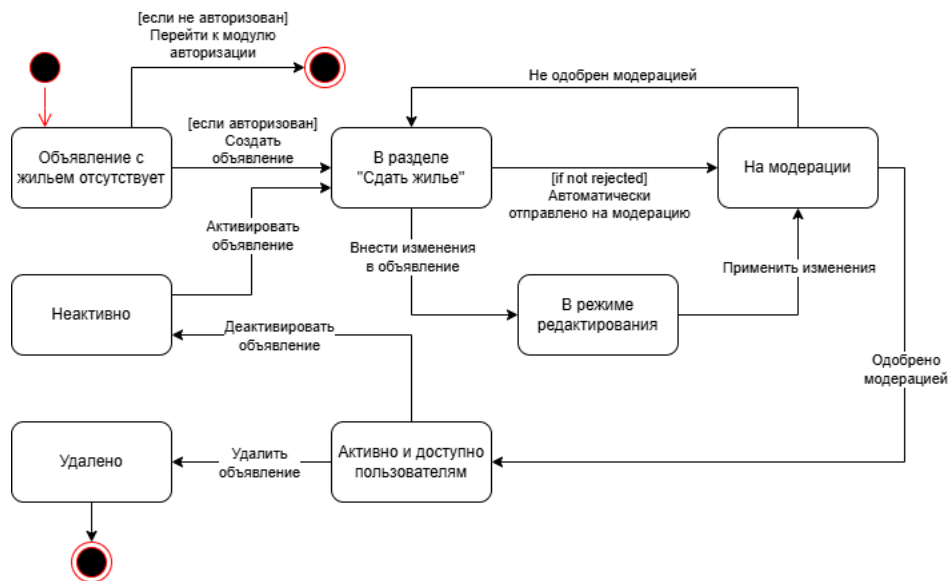 [если не авторизован]
Перейти к модулю
авторизации
Не одобрен модерацией
Объявление с
жильем отсутствует
[если авторизован]
Создать
объявление
В разделе
"Сдать жилье"
[if not rejected]
Автоматически
отправлено на модерацию
На модерации
Активировать
объявление
Внести изменения
в объявление
Применить изменения
Неактивно
В режиме
редактирования
Деактивировать
объявление
Одобрено
модерацией
Удалено
Удалить
объявление
Активно и доступно
пользователям